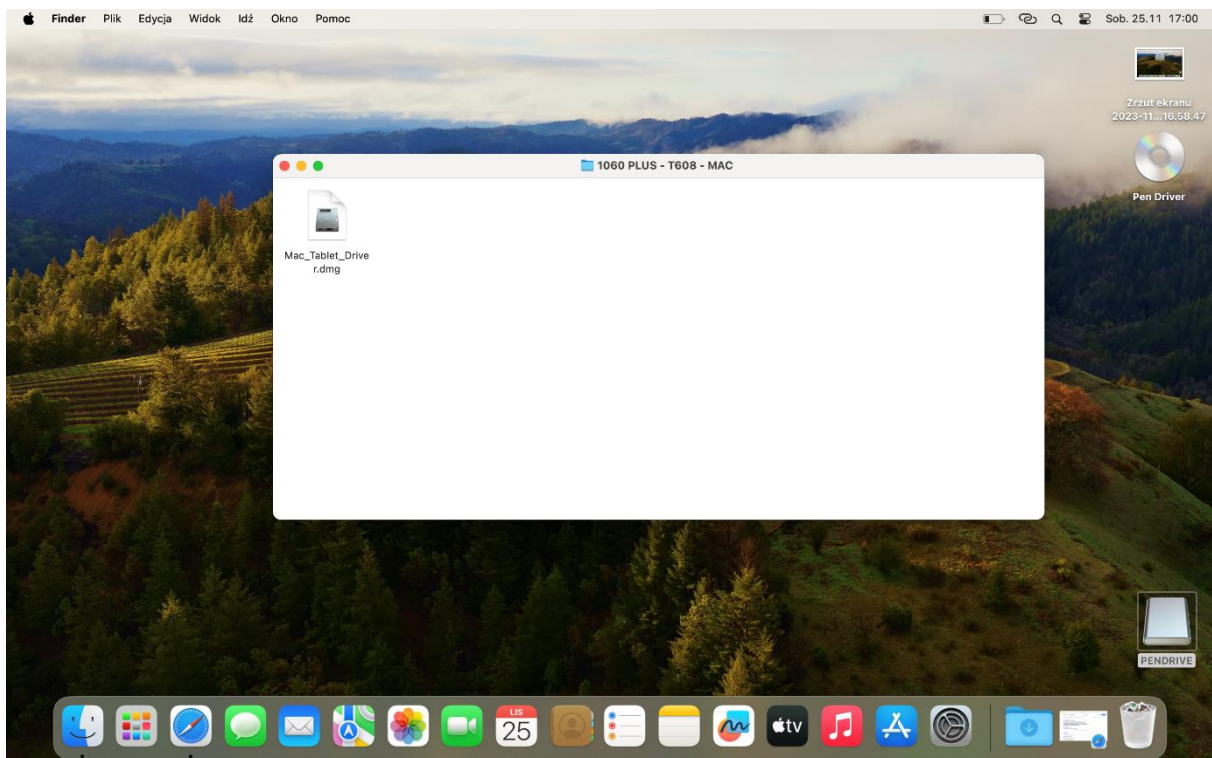 Finder Plik Edycja Widok Idź Okno Pomoc Sob. 25.11 17:00
Zrzut ekranu
2023-11...16.58.47
1060 PLUS - T608 - MAC
Pen Driver
Mac_Tablet_Drive
r.dmg
PENDRIVE
LIS
25
tv